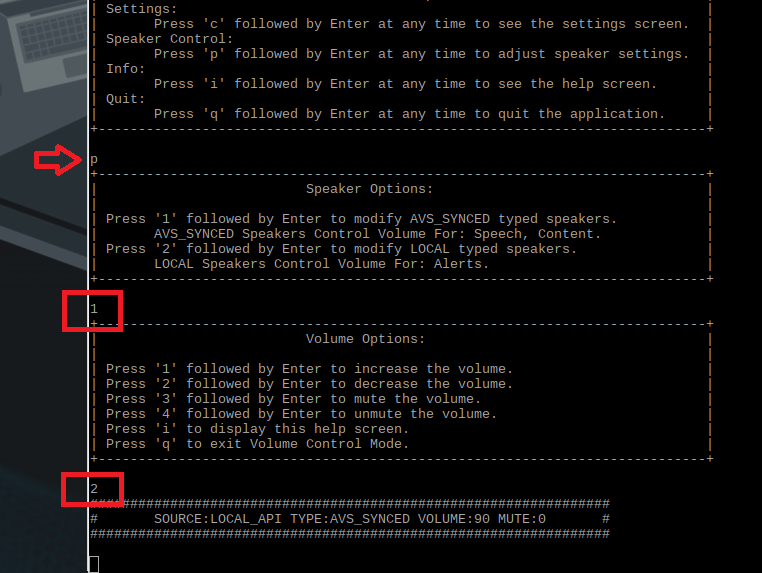 | Settings: |
| Press 'c' followed by Enter at any time to see the settings screen. |
| Speaker Control: |
| Press 'p' followed by Enter at any time to adjust speaker settings. |
| Info: |
| Press 'i' followed by Enter at any time to see the help screen. |
| Quit: |
| Press 'q' followed by Enter at any time to quit the application. |
+----------------------------------------------------------------------------+
p
+----------------------------------------------------------------------------+
| Speaker Options: |
| |
| Press '1' followed by Enter to modify AVS_SYNCED typed speakers. |
| AVS_SYNCED Speakers Control Volume For: Speech, Content. |
| Press '2' followed by Enter to modify LOCAL typed speakers. |
| LOCAL Speakers Control Volume For: Alerts. |
+----------------------------------------------------------------------------+
1
+----------------------------------------------------------------------------+
| Volume Options: |
| |
| Press '1' followed by Enter to increase the volume. |
| Press '2' followed by Enter to decrease the volume. |
| Press '3' followed by Enter to mute the volume. |
| Press '4' followed by Enter to unmute the volume. |
| Press 'i' to display this help screen. |
| Press 'q' to exit Volume Control Mode. |
+----------------------------------------------------------------------------+
2
#################################################################
# SOURCE:LOCAL_API TYPE:AVS_SYNCED VOLUME:90 MUTE:0 #
#################################################################